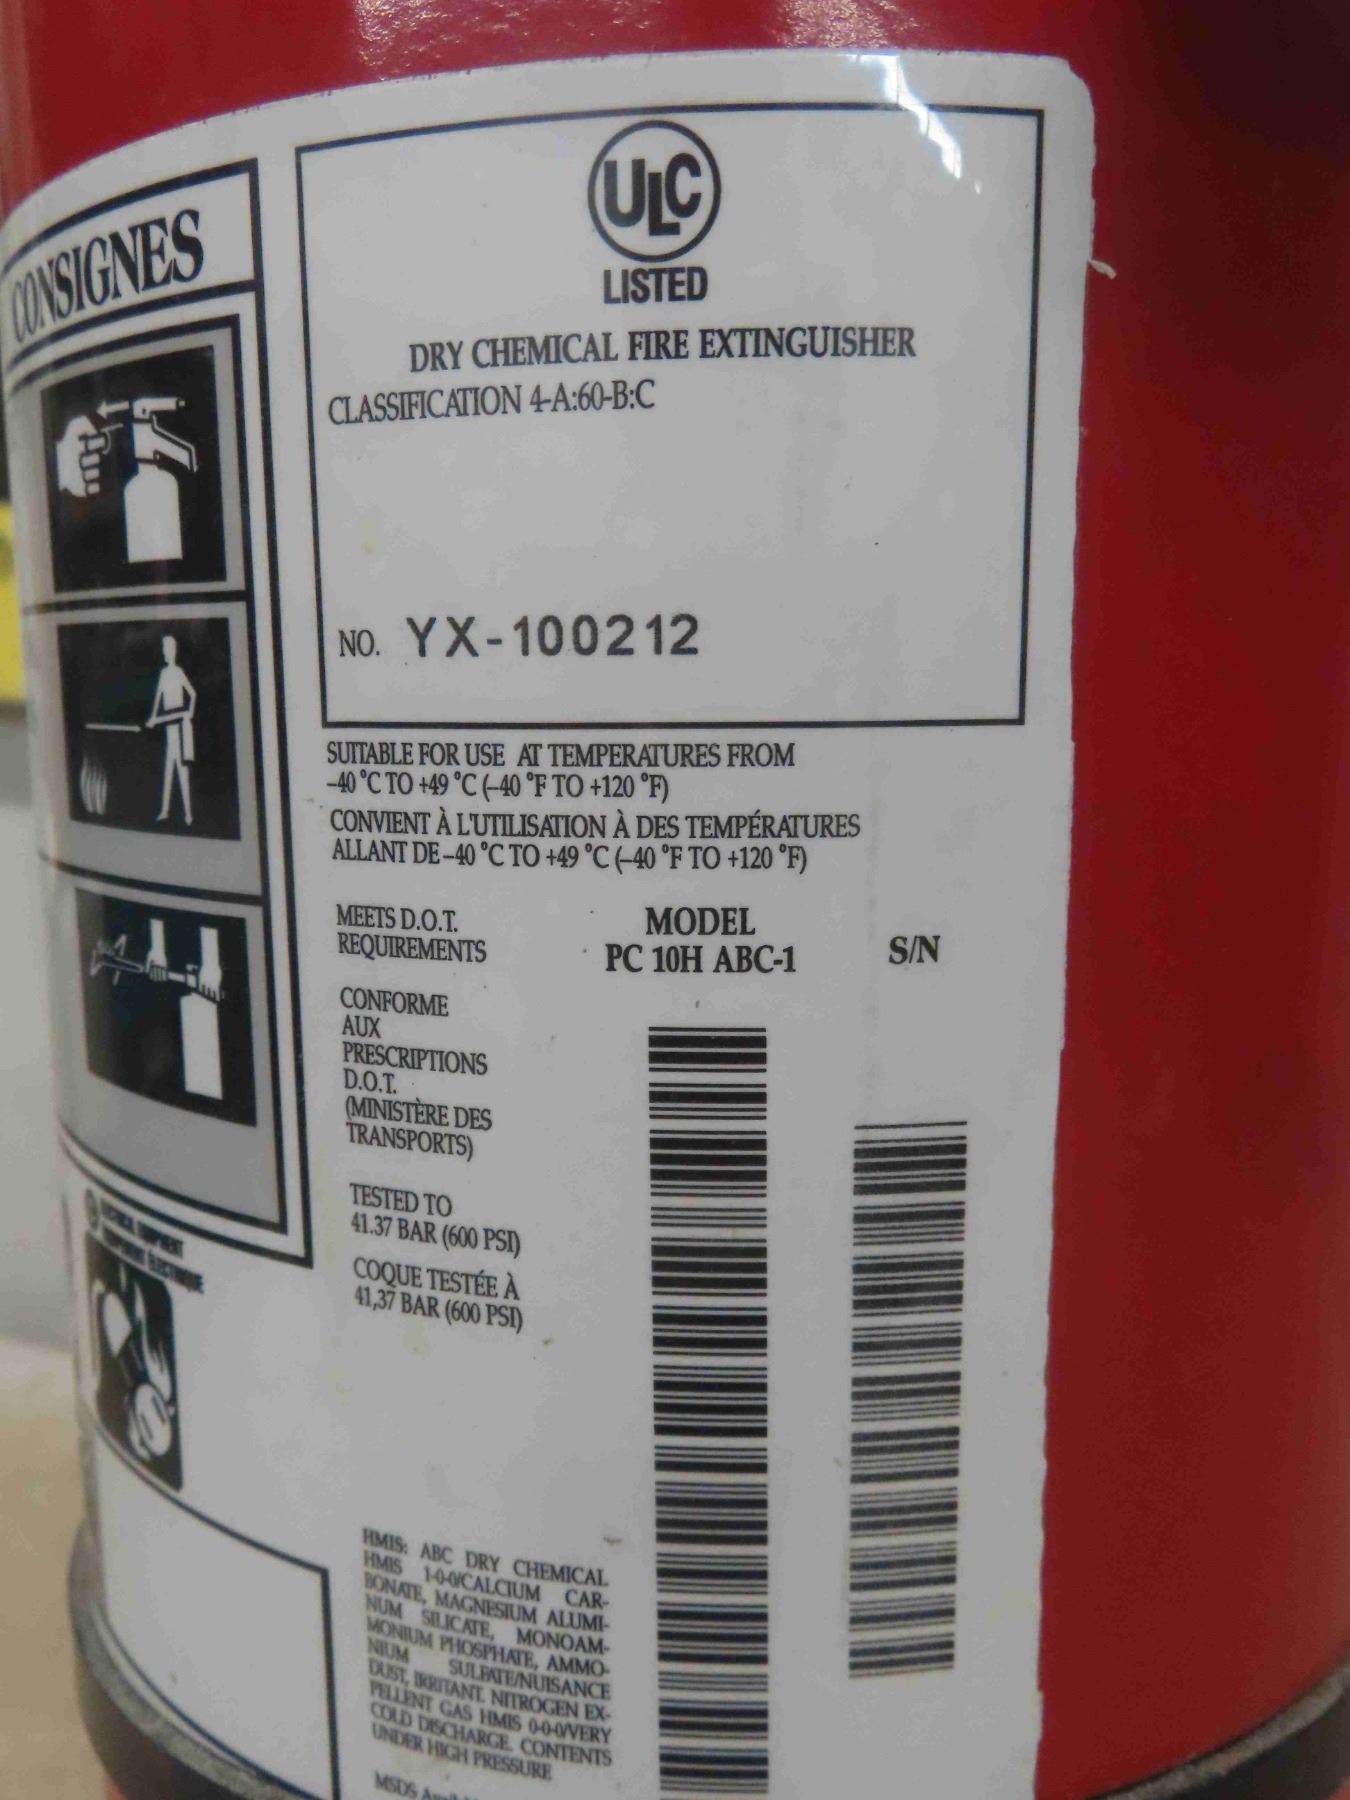 CONSIGNES
ULC
LISTED
DRY CHEMICAL FIRE EXTINGUISHER
CLASSIFICATION 4-A:60-B:C
NO. YX-100212
SUITABLE FOR USE AT TEMPERATURES FROM
–40 °C TO +49 °C (–40 °F TO +120 °F)
CONVIENT À L'UTILISATION À DES TEMPÉRATURES
ALLANT DE –40 °C TO +49 °C (–40 °F TO +120 °F)
MEETS D.O.T.
REQUIREMENTS
CONFORME
AUX
PRESCRIPTIONS
D.O.T.
(MINISTÈRE DES
TRANSPORTS)
TESTED TO
41.37 BAR (600 PSI)
COQUE TESTÉE À
41,37 BAR (600 PSI)
MODEL
PC 10H ABC-1
S/N
ELECTRICAL EQUIPMENT
ÉQUIPEMENT ÉLECTRIQUE
HMIS: ABC DRY CHEMICAL
HMIS 1-0-0/CALCIUM CAR-
BONATE, MAGNESIUM ALUMI-
NUM SILICATE, MONOAM-
MONIUM PHOSPHATE, AMMO-
NIUM SULFATE/NUISANCE
DUST, IRRITANT. NITROGEN EX-
PELLENT GAS HMIS 0-0-0/VERY
COLD DISCHARGE. CONTENTS
UNDER HIGH PRESSURE
MSDS